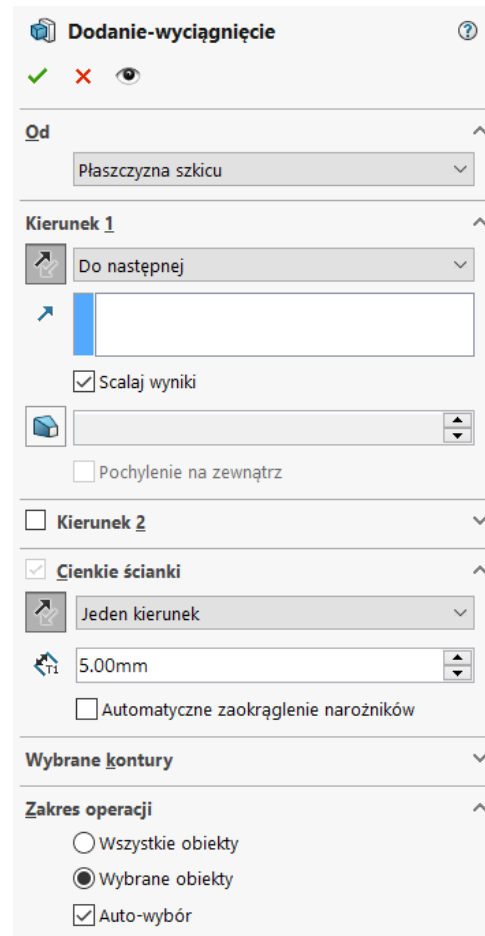 Dodanie-wyciągnięcie
Od
Płaszczyzna szkicu
Kierunek 1
Do następnej
Scalaj wyniki
Pochylenie na zewnątrz
Kierunek 2
Cienkie ścianki
Jeden kierunek
T1
5.00mm
Automatyczne zaokrąglenie narożników
Wybrane kontury
Zakres operacji
Wszystkie obiekty
Wybrane obiekty
Auto-wybór